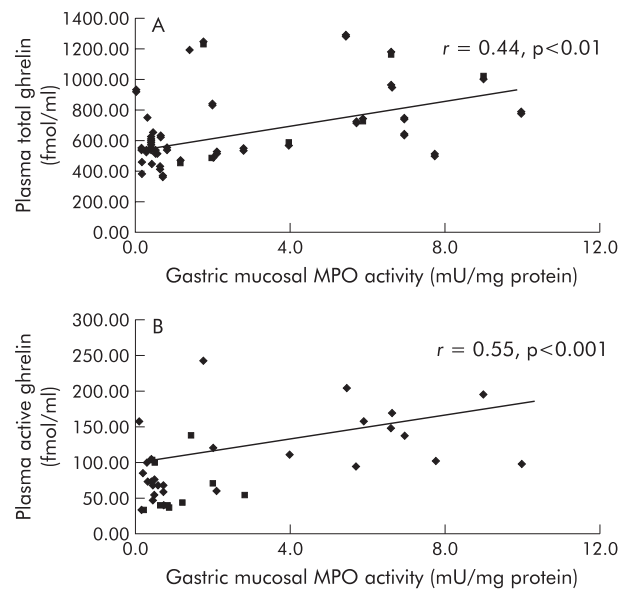 A
r = 0.44, p<0.01
Plasma total ghrelin
(fmol/ml)
1400.00
1200.00
1000.00
800.00
600.00
400.00
200.00
0.00
0.0 4.0 8.0 12.0
Gastric mucosal MPO activity (mU/mg protein)
B
r = 0.55, p<0.001
Plasma active ghrelin
(fmol/ml)
300.00
250.00
200.00
150.00
100.00
50.00
0.00
0.0 4.0 8.0 12.0
Gastric mucosal MPO activity (mU/mg protein)